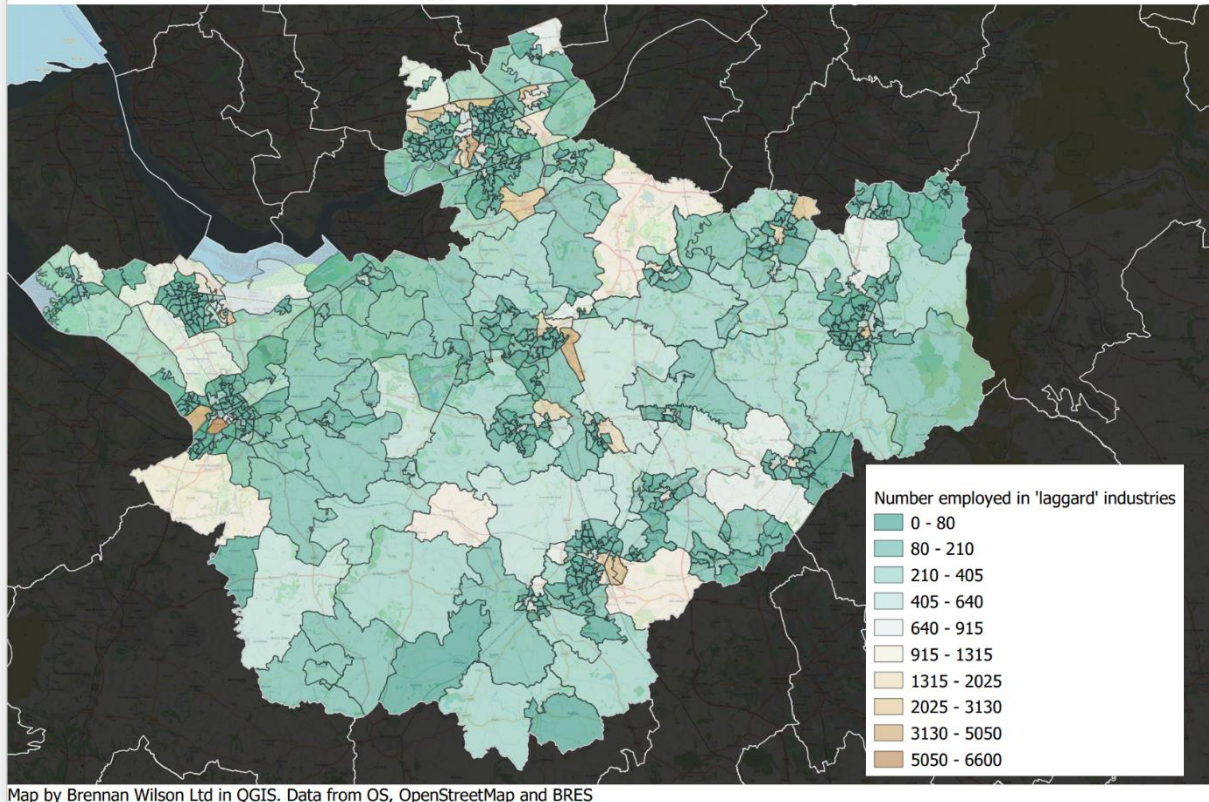 Number employed in 'laggard' industries
0 - 80
80 - 210
210 - 405
405 - 640
640 - 915
915 - 1315
1315 - 2025
2025 - 3130
3130 - 5050
5050 - 6600
Map by Brennan Wilson Ltd in QGIS. Data from OS, OpenStreetMap and BRES